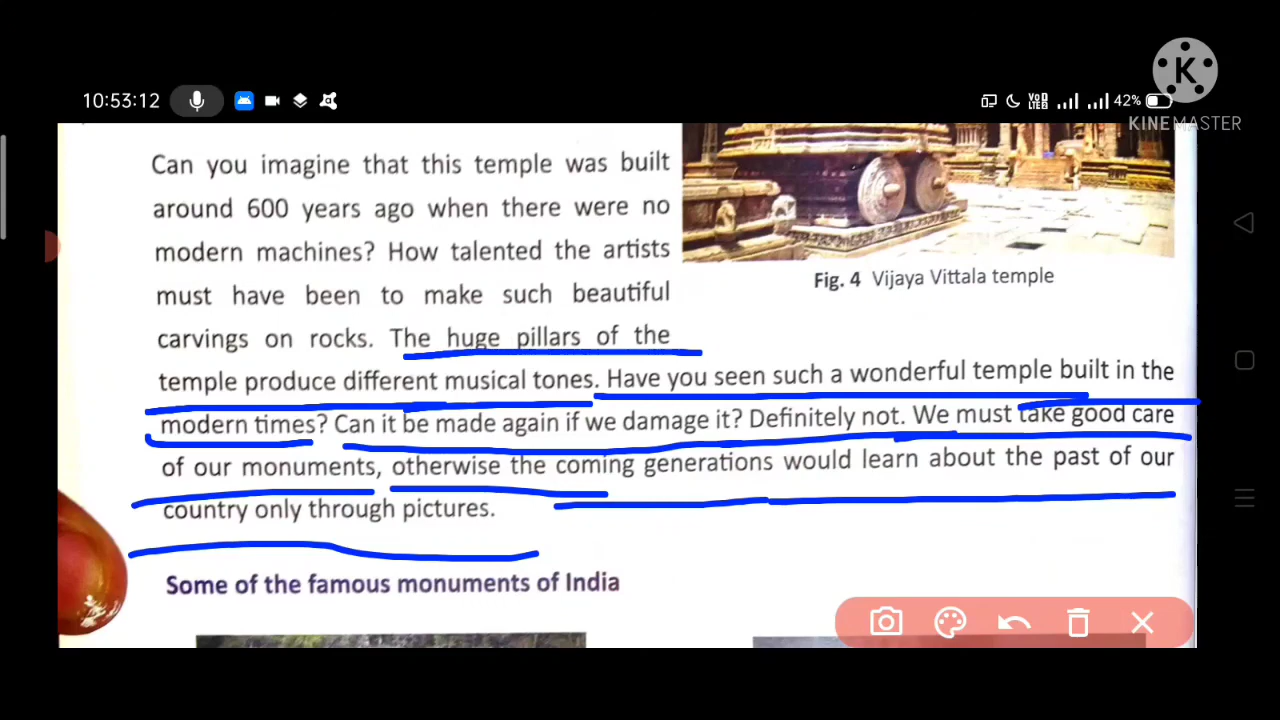 10:53:12
42%
K
KINEMASTER
Can you imagine that this temple was built
around 600 years ago when there were no
modern machines? How talented the artists
must have been to make such beautiful
carvings on rocks. The huge pillars of the
temple produce different musical tones. Have you seen such a wonderful temple built in the
modern times? Can it be made again if we damage it? Definitely not. We must take good care
of our monuments, otherwise the coming generations would learn about the past of our
country only through pictures.
Fig. 4 Vijaya Vittala temple
Some of the famous monuments of India